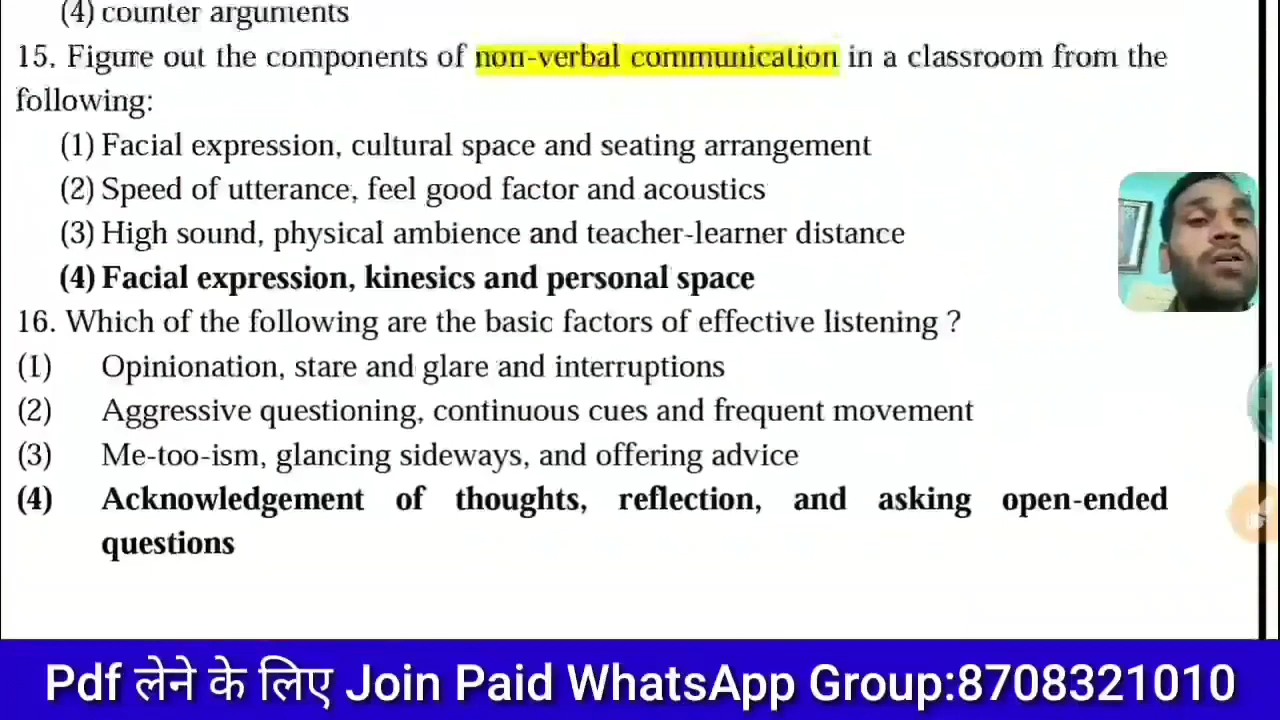 (4) counter arguments
15. Figure out the components of non-verbal communication in a classroom from the
following:
(1) Facial expression, cultural space and seating arrangement
(2) Speed of utterance, feel good factor and acoustics
(3) High sound, physical ambience and teacher-learner distance
(4) Facial expression, kinesics and personal space
16. Which of the following are the basic factors of effective listening ?
(1) Opinionation, stare and glare and interruptions
(2) Aggressive questioning, continuous cues and frequent movement
(3) Me-too-ism, glancing sideways, and offering advice
(4) Acknowledgement of thoughts, reflection, and asking open-ended
questions
Pdf लेने के लिए Join Paid WhatsApp Group:8708321010